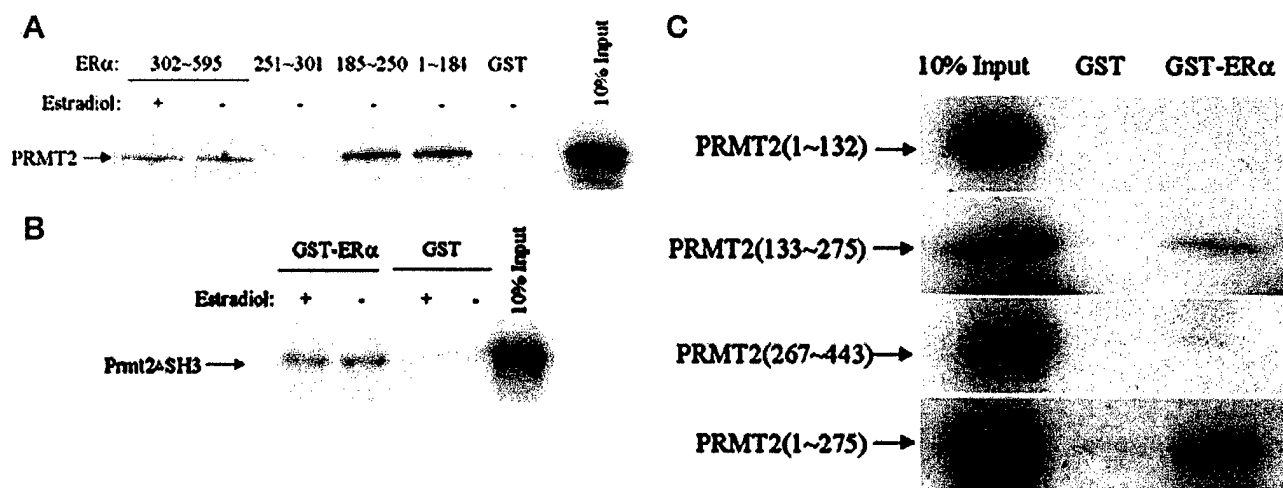 A
ERα: 302~595 251~301 185~250 1~184 GST 10% Input
Estradiol: + - - - - -
PRMT2
B
GST-ERα GST 10% Input
Estradiol: + - + -
Prmt2ΔSH3
C
10% Input GST GST-ERα
PRMT2(1~132)
PRMT2(133~275)
PRMT2(267~443)
PRMT2(1~275)